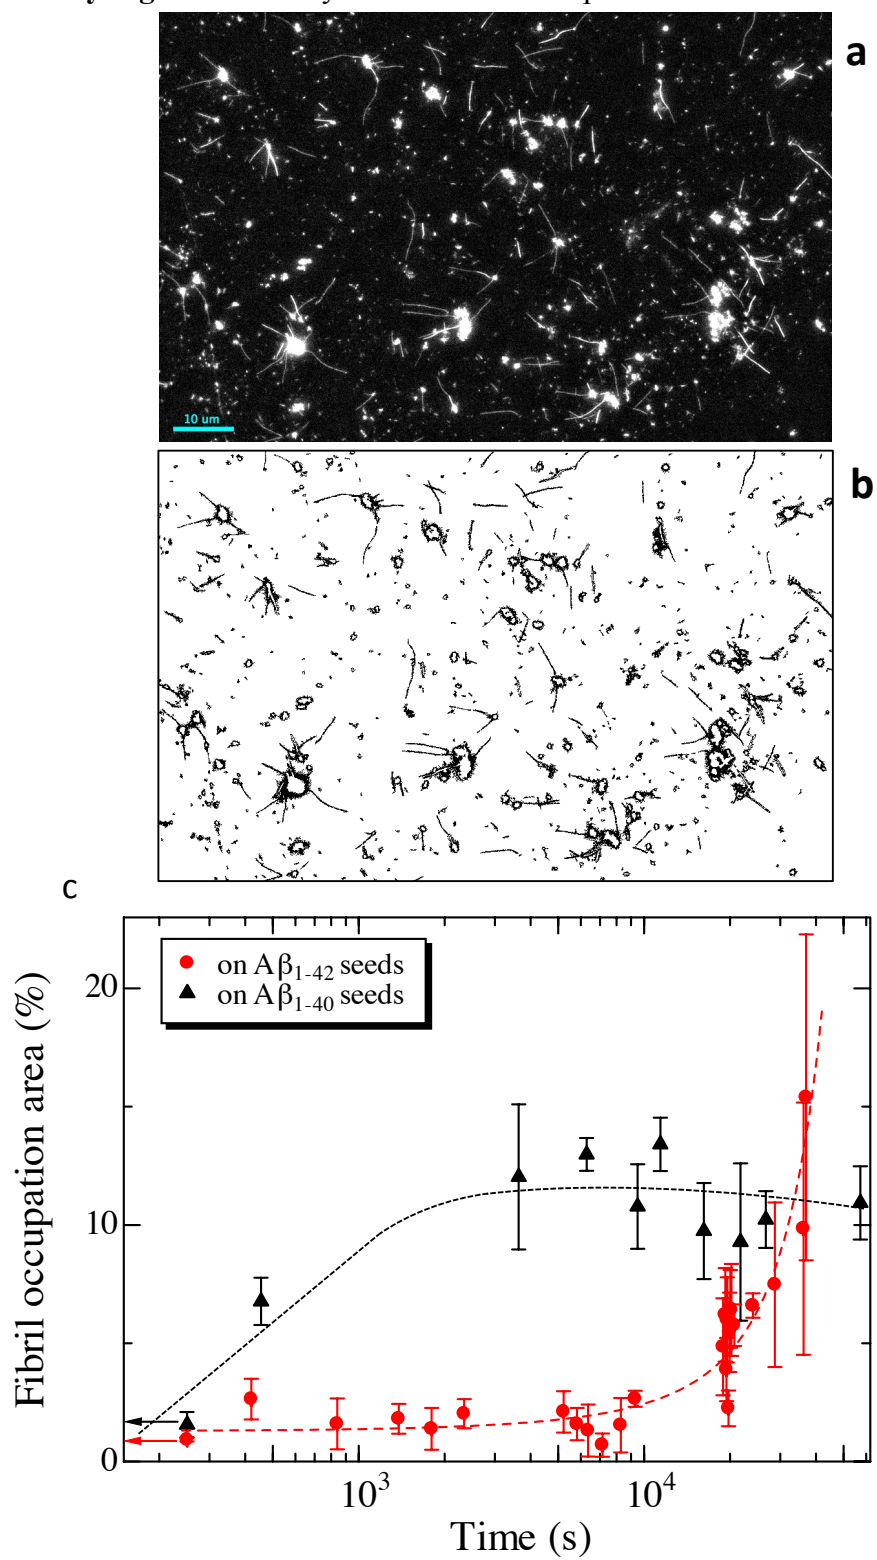 a
10 um
b
c
on Aβ1-42 seeds
on Aβ1-40 seeds
Fibril occupation area (%)
20
10
0
10³
10⁴
Time (s)